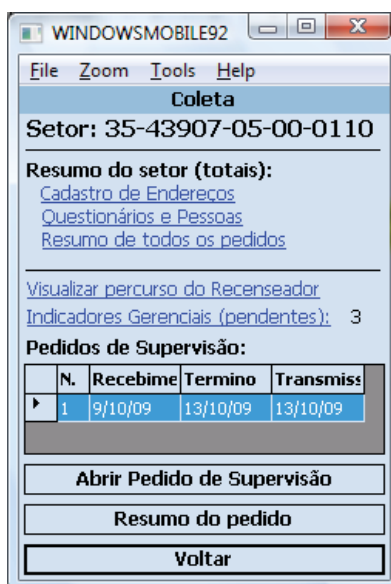 WINDOWSMOBILE92
File Zoom Tools Help
Coleta
Setor: 35-43907-05-00-0110
Resumo do setor (totais):
Cadastro de Endereços
Questionários e Pessoas
Resumo de todos os pedidos
Visualizar percurso do Recenseador
Indicadores Gerenciais (pendentes): 3
Pedidos de Supervisão:
N. Recebime Termino Transmiss
1 9/10/09 13/10/09 13/10/09
Abrir Pedido de Supervisão
Resumo do pedido
Voltar